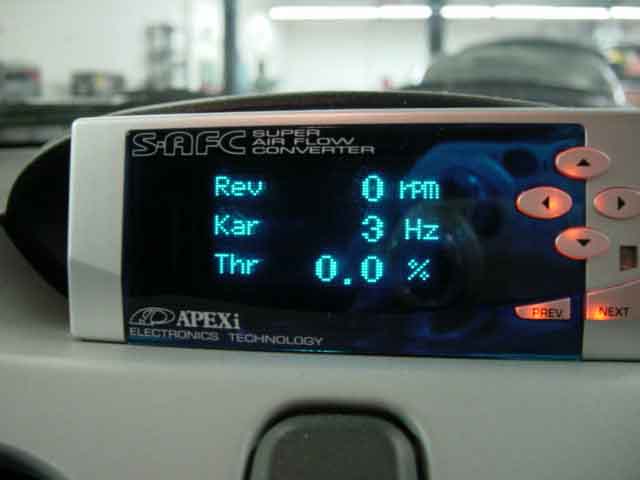 S-AFC SUPER
AIR FLOW
CONVERTER
Rev 0 rpm
Kar 3 Hz
Thr 0.0 %
APEXi
ELECTRONICS TECHNOLOGY
PREV.
NEXT